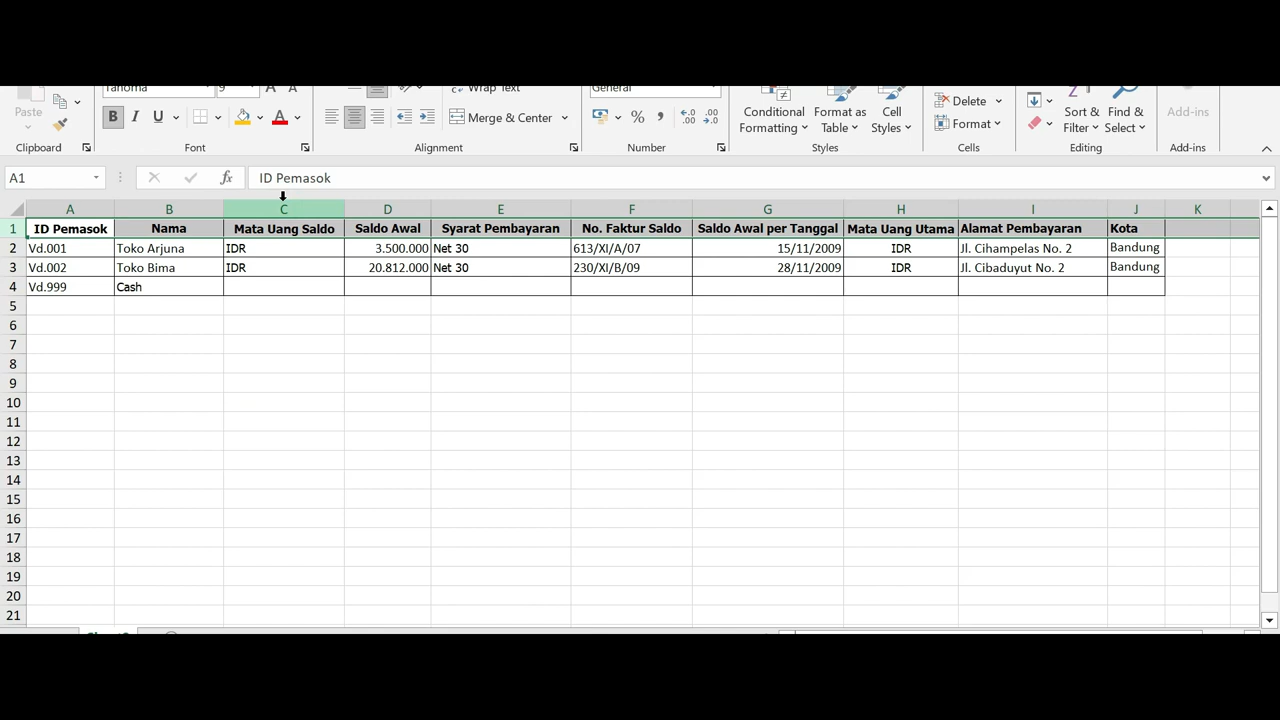 Tahoma 9 Wrap Text General
Paste B I U A Merge & Center % , Conditional Formatting Format as Table Cell Styles Delete Format Sort & Filter Find & Select Add-ins
Clipboard Font Alignment Number Styles Cells Editing Add-ins
A1 fx ID Pemasok
A B C D E F G H I J K
1 ID Pemasok Nama Mata Uang Saldo Saldo Awal Syarat Pembayaran No. Faktur Saldo Saldo Awal per Tanggal Mata Uang Utama Alamat Pembayaran Kota
2 Vd.001 Toko Arjuna IDR 3.500.000 Net 30 613/XI/A/07 15/11/2009 IDR Jl. Cihampelas No. 2 Bandung
3 Vd.002 Toko Bima IDR 20.812.000 Net 30 230/XI/B/09 28/11/2009 IDR Jl. Cibaduyut No. 2 Bandung
4 Vd.999 Cash
5
6
7
8
9
10
11
12
13
14
15
16
17
18
19
20
21